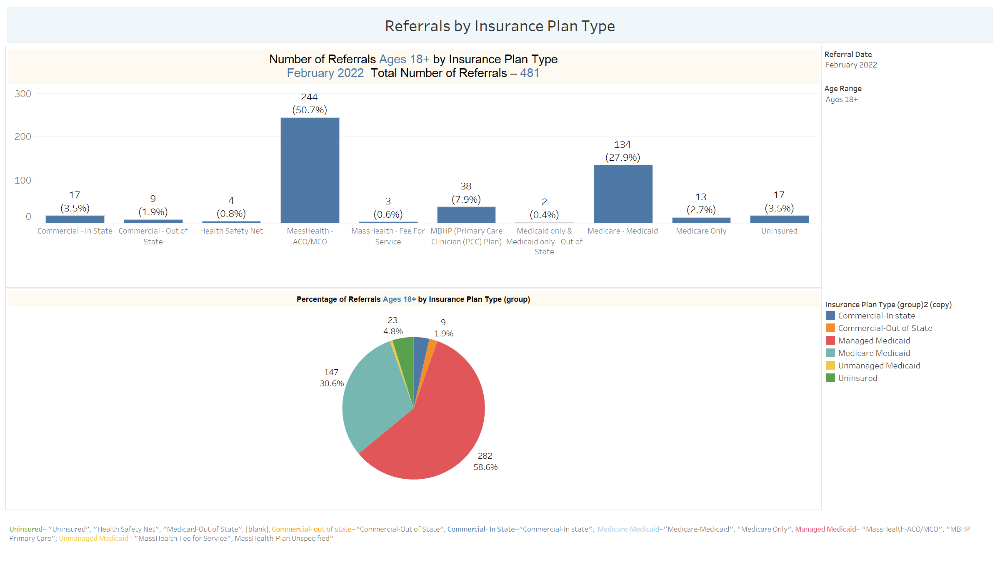 Referrals by Insurance Plan Type
Number of Referrals Ages 18+ by Insurance Plan Type
February 2022 Total Number of Referrals – 481
Referral Date
February 2022
Age Range
Ages 18+
300
200
100
0
17
(3.5%)
9
(1.9%)
4
(0.8%)
244
(50.7%)
3
(0.6%)
38
(7.9%)
2
(0.4%)
134
(27.9%)
13
(2.7%)
17
(3.5%)
Commercial - In State
Commercial - Out of
State
Health Safety Net
MassHealth -
ACO/MCO
MassHealth - Fee For
Service
MBHP (Primary Care
Clinician (PCC) Plan)
Medicaid only &
Medicaid only - Out of
State
Medicare - Medicaid
Medicare Only
Uninsured
Percentage of Referrals Ages 18+ by Insurance Plan Type (group)
23
4.8%
9
1.9%
147
30.6%
282
58.6%
Insurance Plan Type (group)2 (copy)
Commercial-In state
Commercial-Out of State
Managed Medicaid
Medicare Medicaid
Unmanaged Medicaid
Uninsured
Uninsured= "Uninsured", "Health Safety Net", "Medicaid-Out of State", [blank]; Commercial- out of state="Commercial-Out of State"; Commercial- In State="Commercial-In state", Medicare-Medicaid="Medicare-Medicaid", "Medicare Only"; Managed Medicaid= "MassHealth-ACO/MCO", "MBHP
Primary Care"; Unmanaged Medicaid= "MassHealth-Fee for Service", MassHealth-Plan Unspecified"